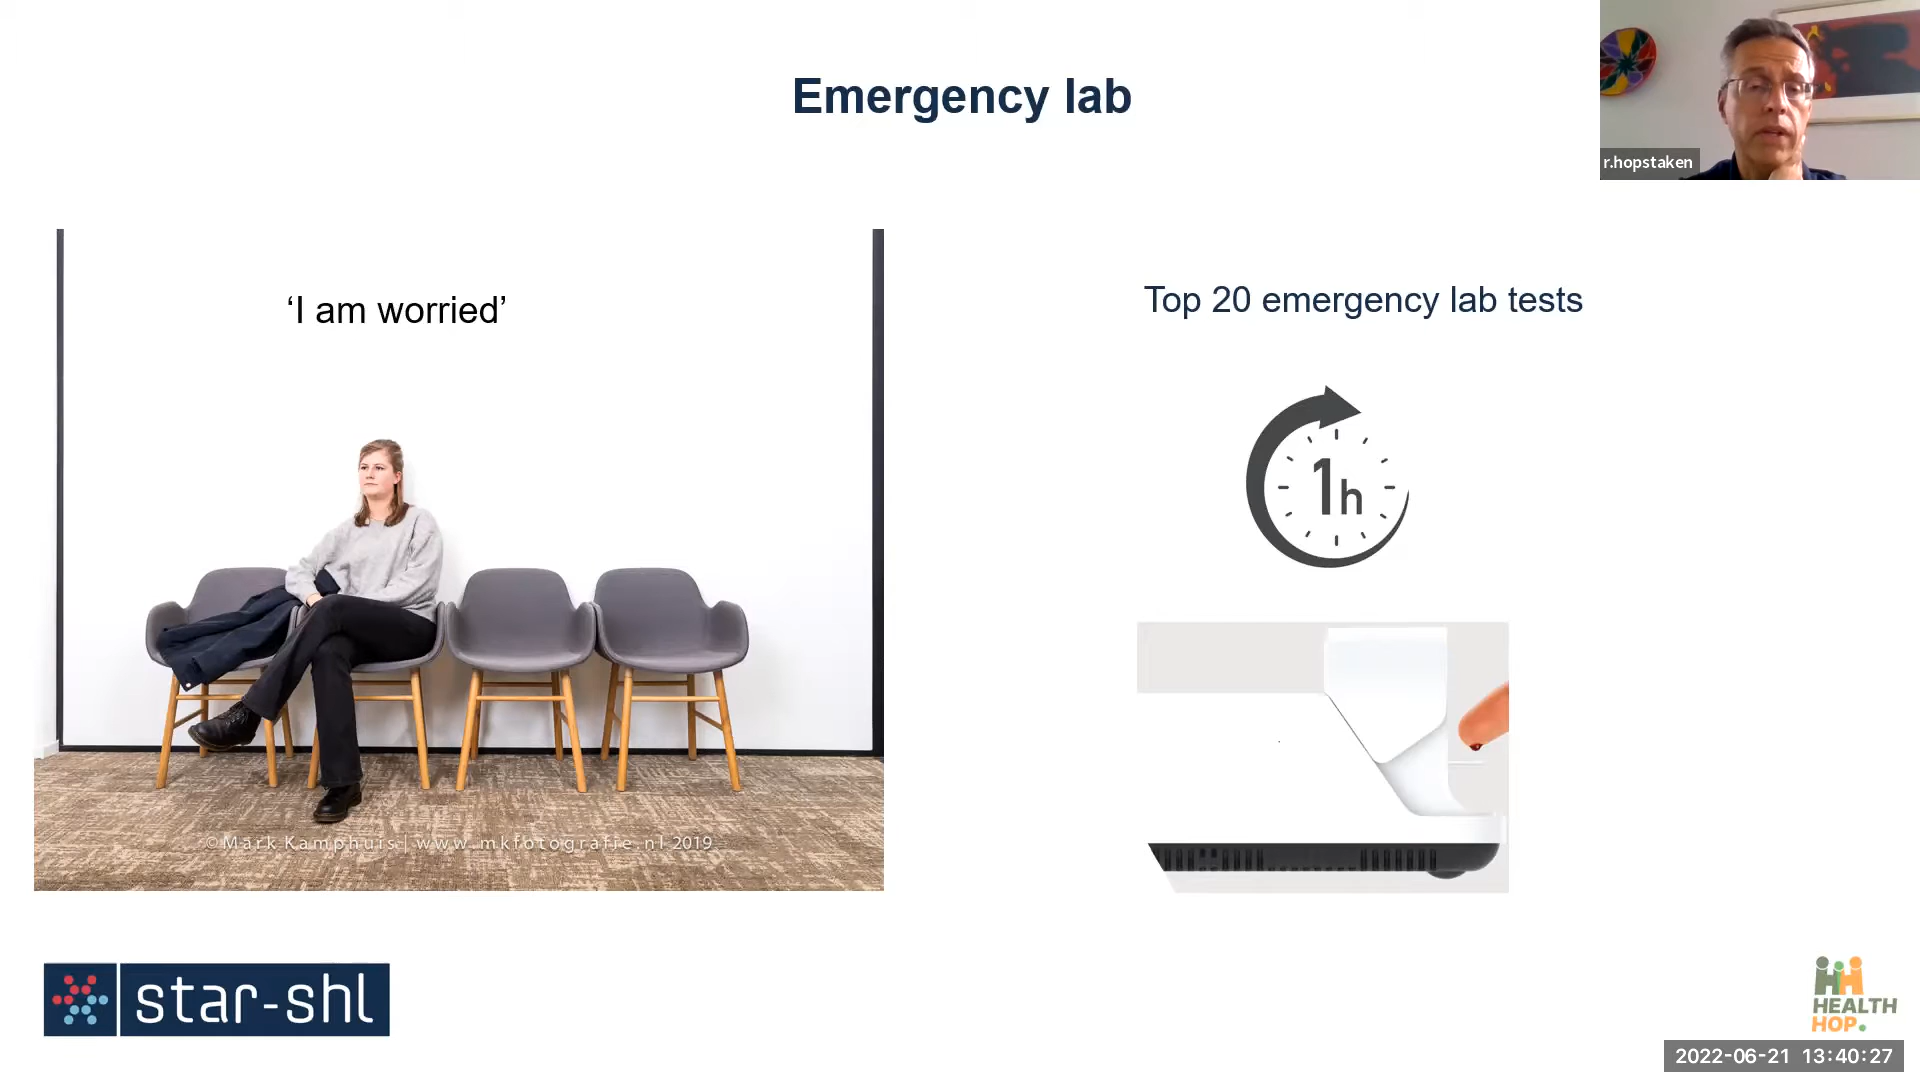 Emergency lab
r.hopstaken
‘I am worried’
Top 20 emergency lab tests
1h
©Mark Kamphuis | www.mkfotografie.nl 2019
star-shl
HEALTH
HOP.
2022-06-21 13:40:27